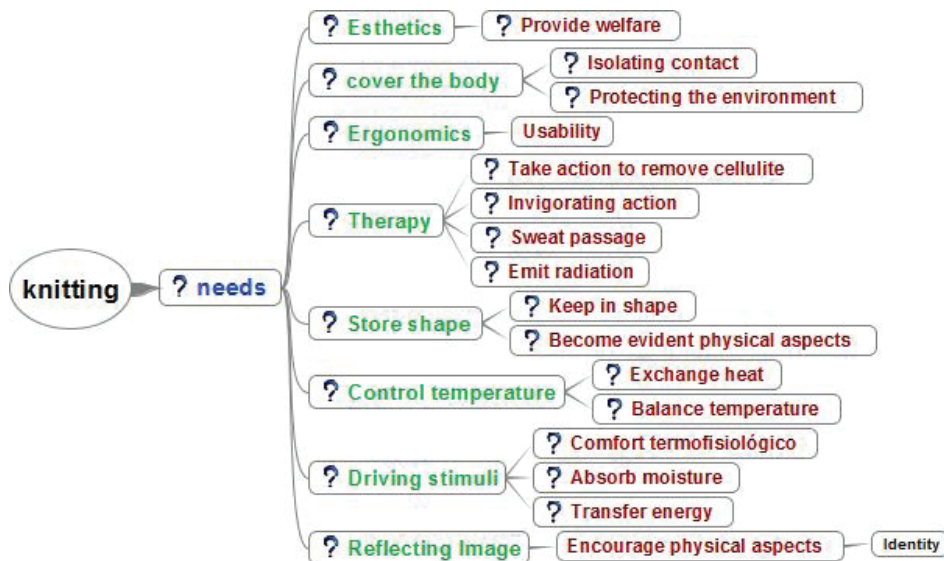 knitting
? needs
? Esthetics
? Provide welfare
? cover the body
? Isolating contact
? Protecting the environment
? Ergonomics
Usability
? Therapy
? Take action to remove cellulite
? Invigorating action
? Sweat passage
? Emit radiation
? Store shape
? Keep in shape
? Become evident physical aspects
? Control temperature
? Exchange heat
? Balance temperature
? Driving stimuli
? Comfort termofisiológico
? Absorb moisture
? Transfer energy
? Reflecting Image
Encourage physical aspects
Identity